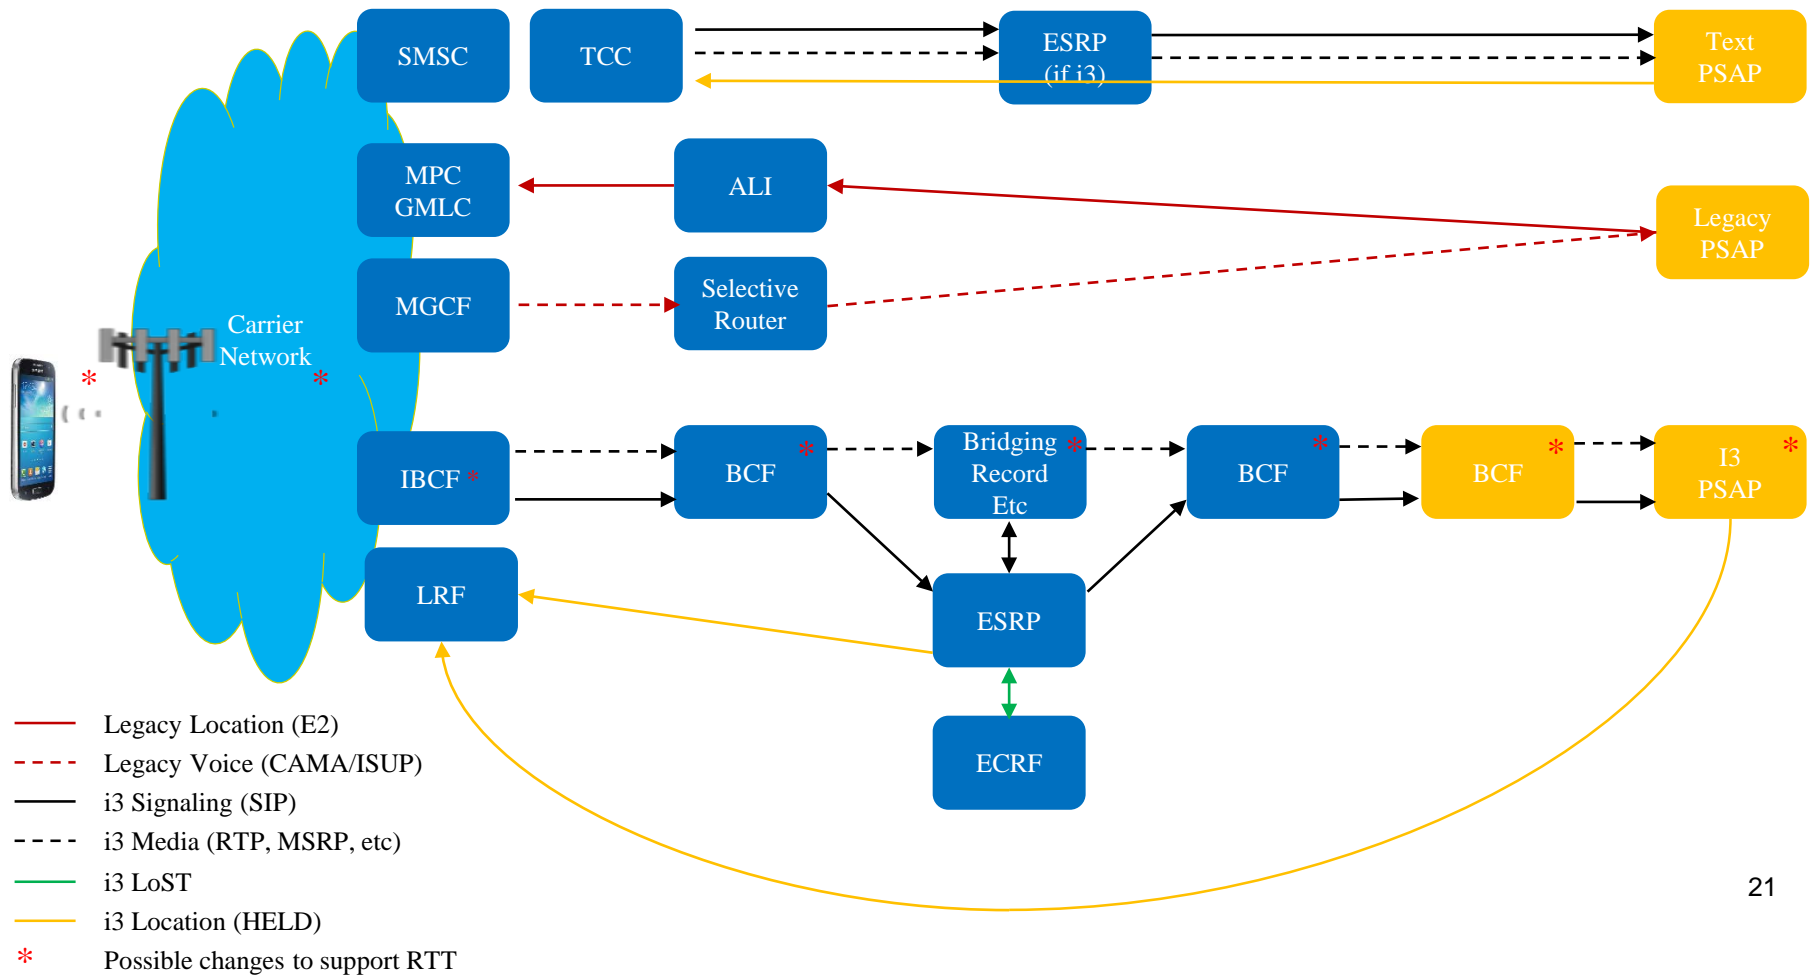 SMSC
TCC
ESRP
(if i3)
Text
PSAP
MPC
GMLC
ALI
Legacy
PSAP
MGCF
Selective
Router
Carrier
Network
*
*
IBCF *
BCF *
Bridging *
Record
Etc
BCF *
BCF *
I3 *
PSAP
LRF
ESRP
ECRF
Legacy Location (E2)
Legacy Voice (CAMA/ISUP)
i3 Signaling (SIP)
i3 Media (RTP, MSRP, etc)
i3 LoST
i3 Location (HELD)
* Possible changes to support RTT
21